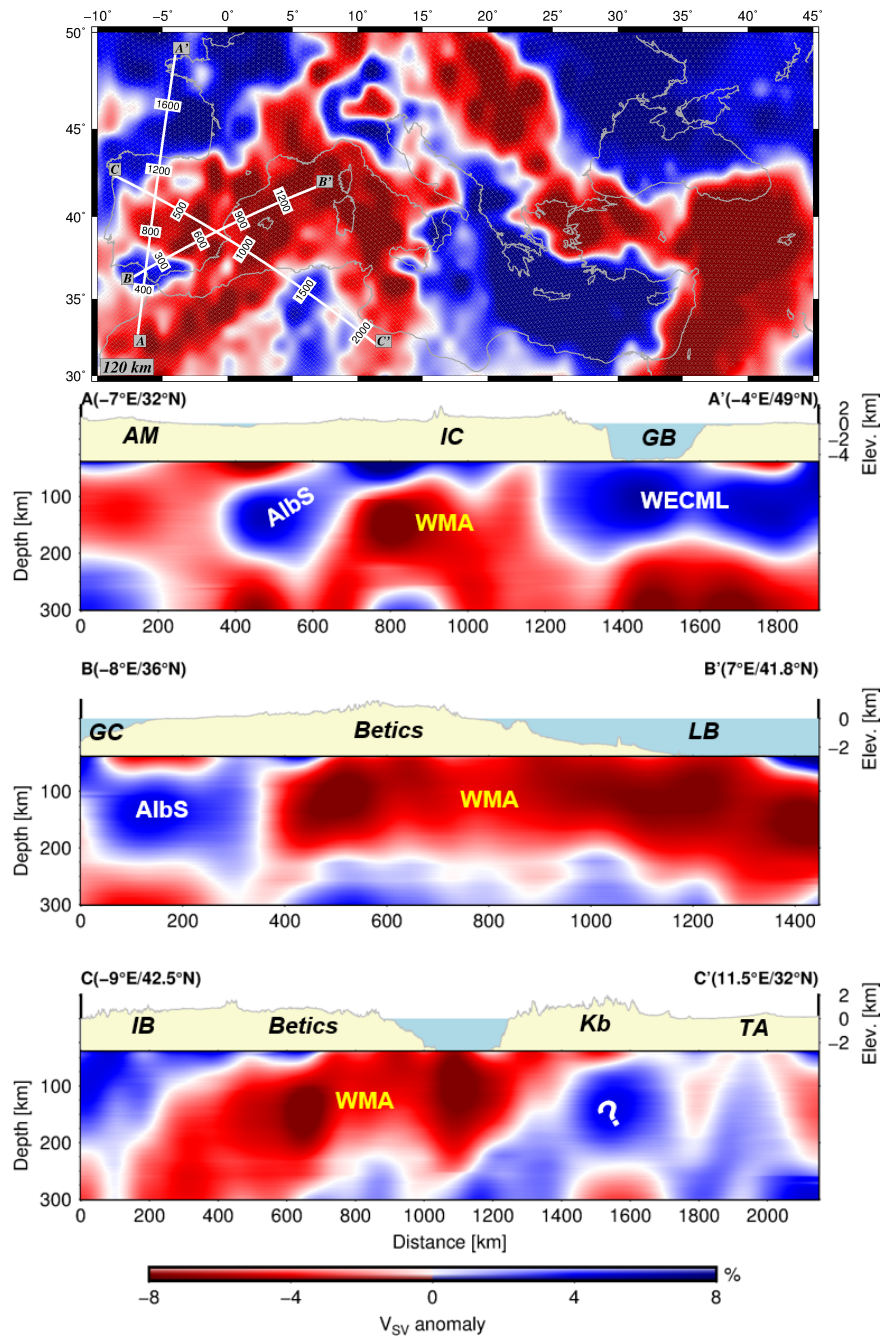 −10° −5° 0° 5° 10° 15° 20° 25° 30° 35° 40° 45°
50°
A'
1600
45°
C
1200
B'
1200
500
900
40°
800
600
1000
300
B
400
1500
35°
2000
A
C'
120 km
30°
A(−7°E/32°N) A'(−4°E/49°N)
AM IC GB
2
0
−2
−4
Elev. [km]
AlbS WMA WECML
100
200
300
Depth [km]
0 200 400 600 800 1000 1200 1400 1600 1800
B(−8°E/36°N) B'(7°E/41.8°N)
GC Betics LB
0
−2
Elev. [km]
AlbS WMA
100
200
300
Depth [km]
0 200 400 600 800 1000 1200 1400
C(−9°E/42.5°N) C'(11.5°E/32°N)
IB Betics Kb TA
2
0
−2
Elev. [km]
WMA ?
100
200
300
Depth [km]
0 200 400 600 800 1000 1200 1400 1600 1800 2000
Distance [km]
%
−8 −4 0 4 8
VSV anomaly